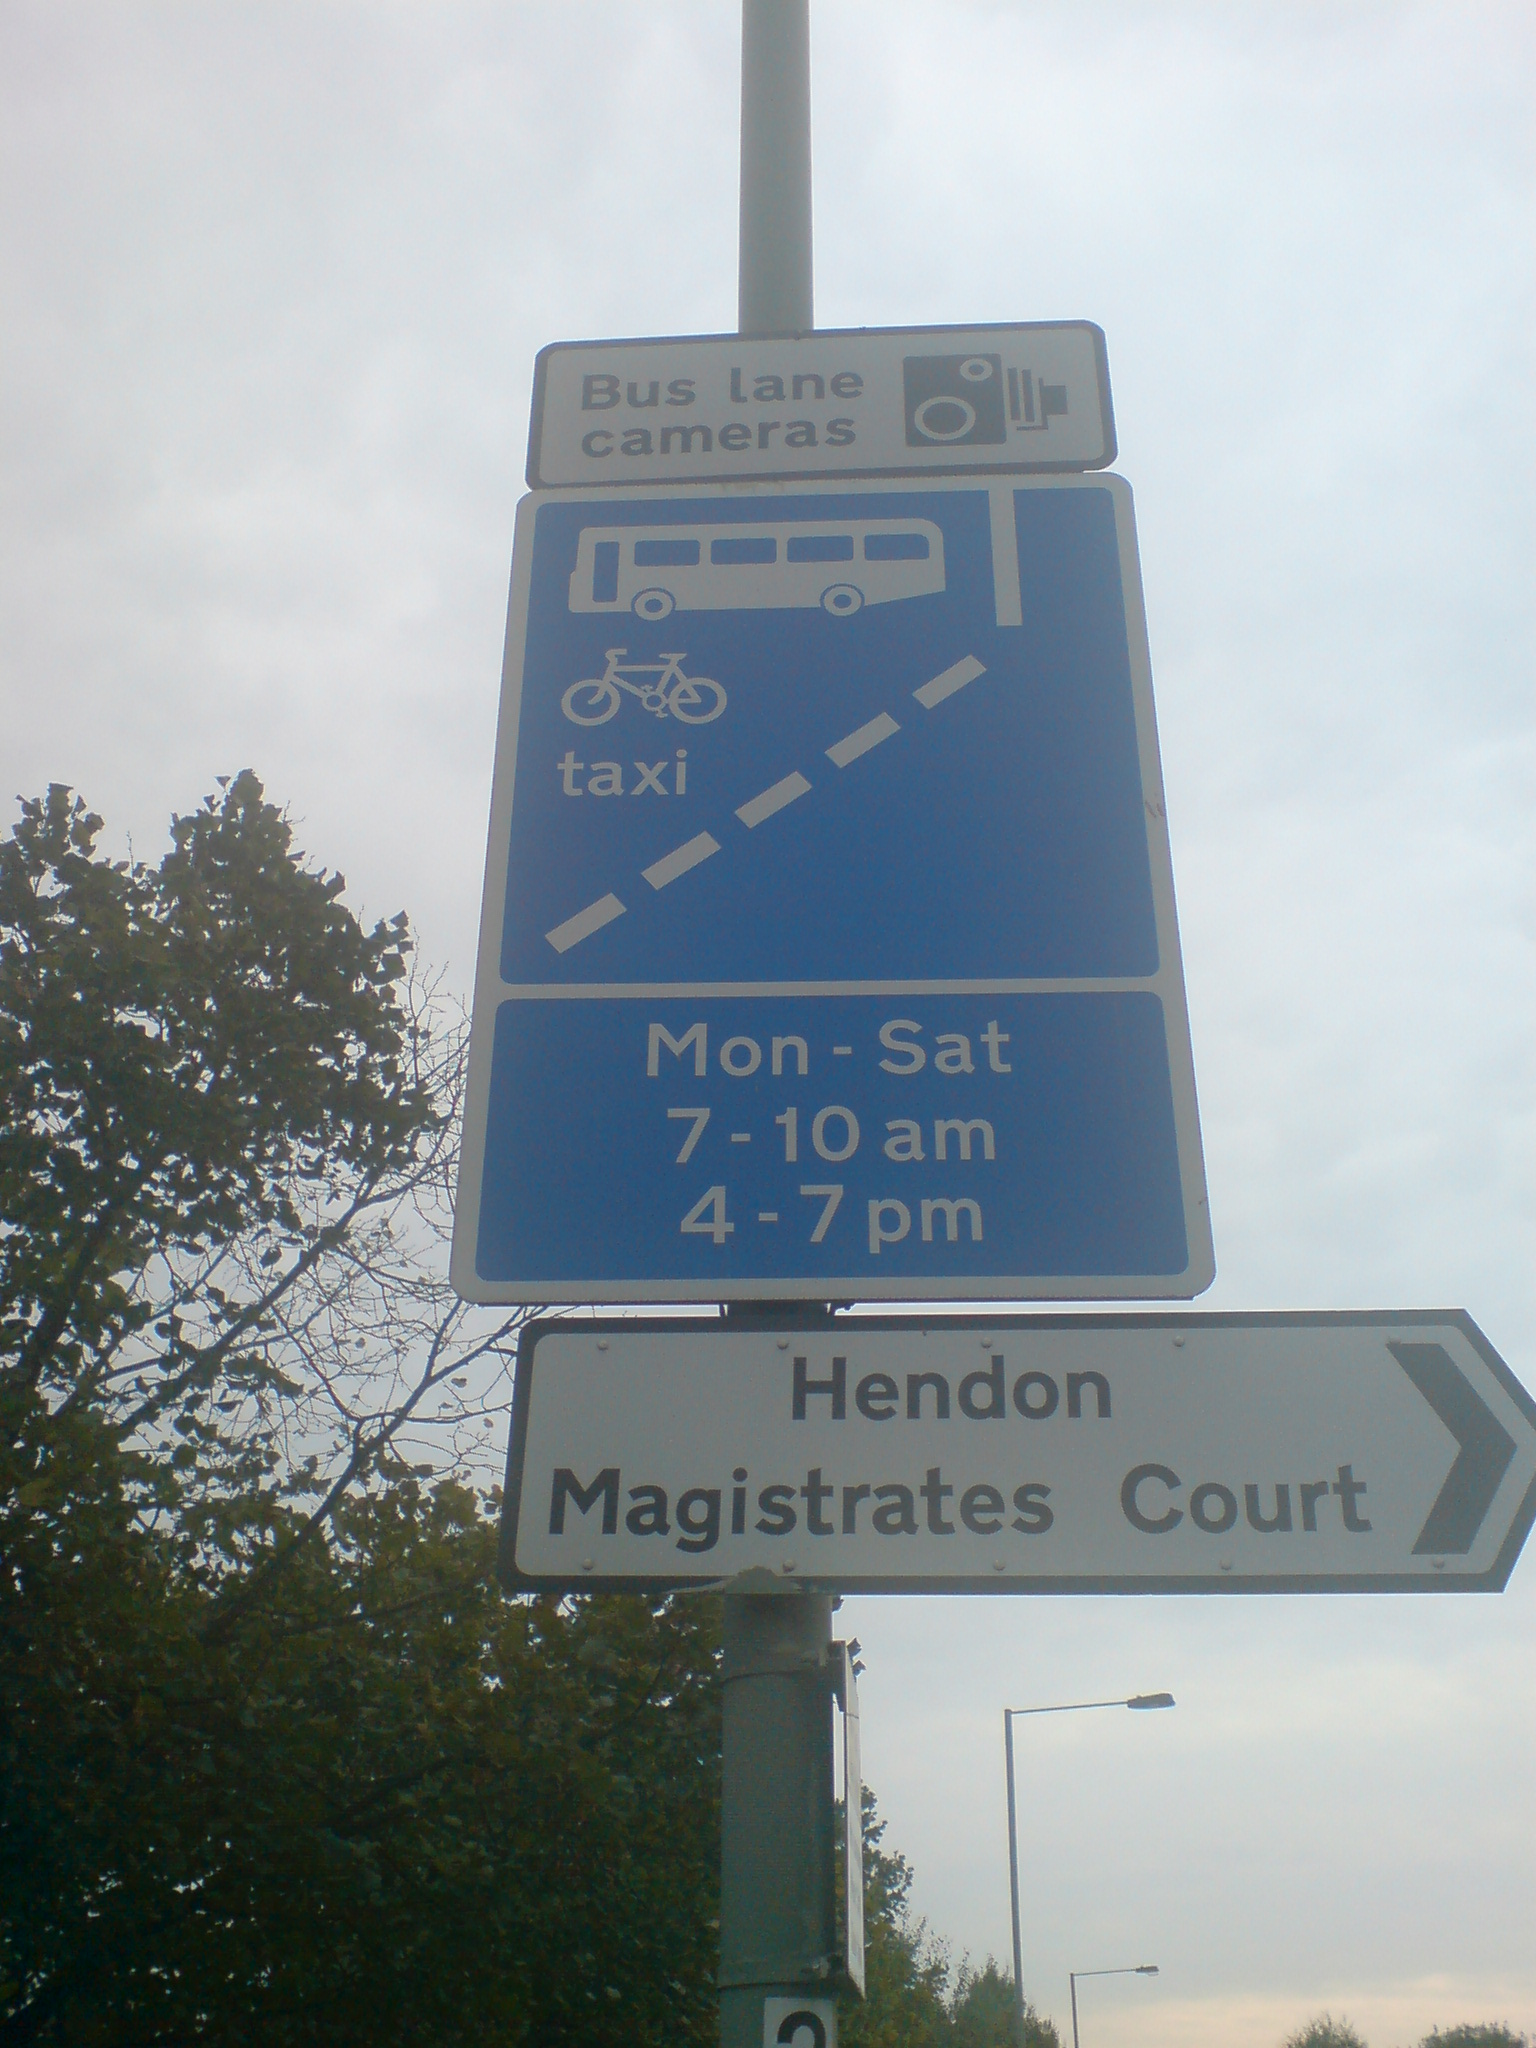 Bus lane
cameras
taxi
Mon - Sat
7 - 10 am
4 - 7 pm
Hendon
Magistrates Court